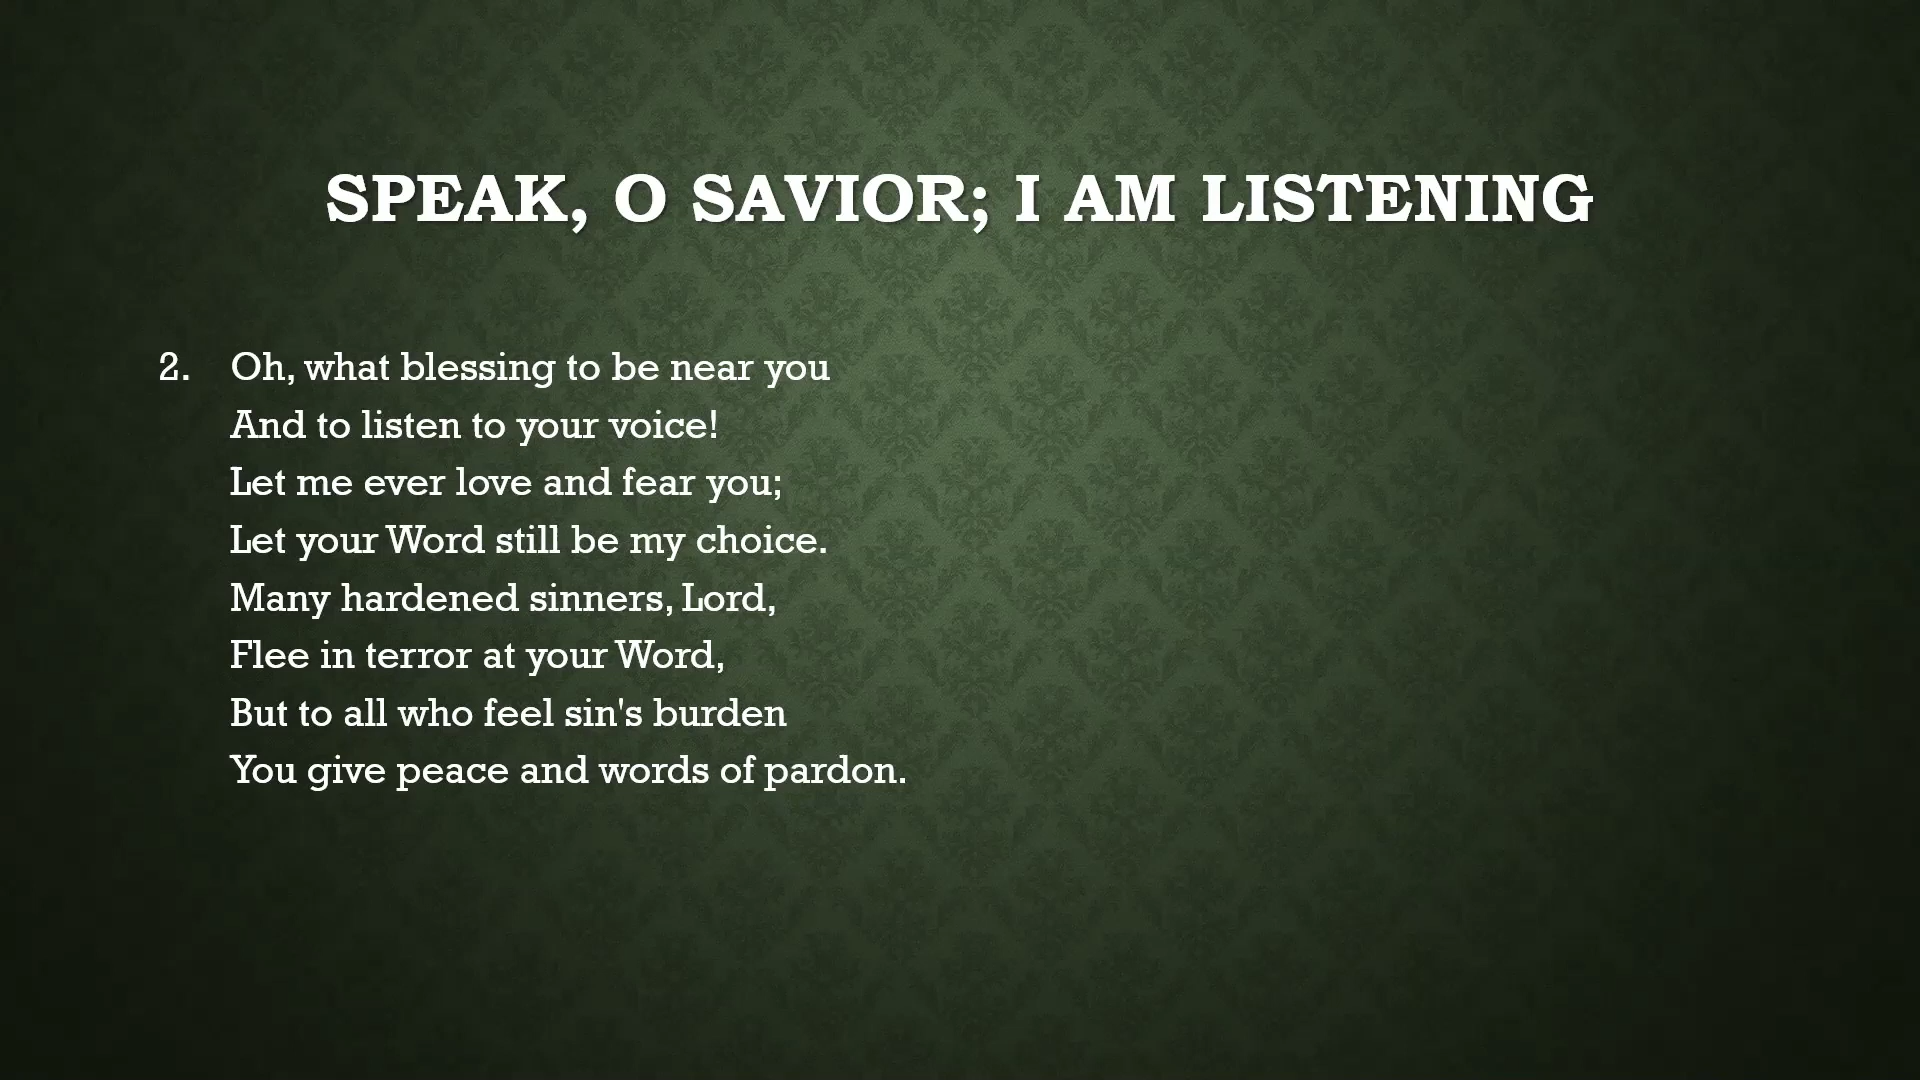 SPEAK, O SAVIOR; I AM LISTENING
2. Oh, what blessing to be near you
And to listen to your voice!
Let me ever love and fear you;
Let your Word still be my choice.
Many hardened sinners, Lord,
Flee in terror at your Word,
But to all who feel sin's burden
You give peace and words of pardon.